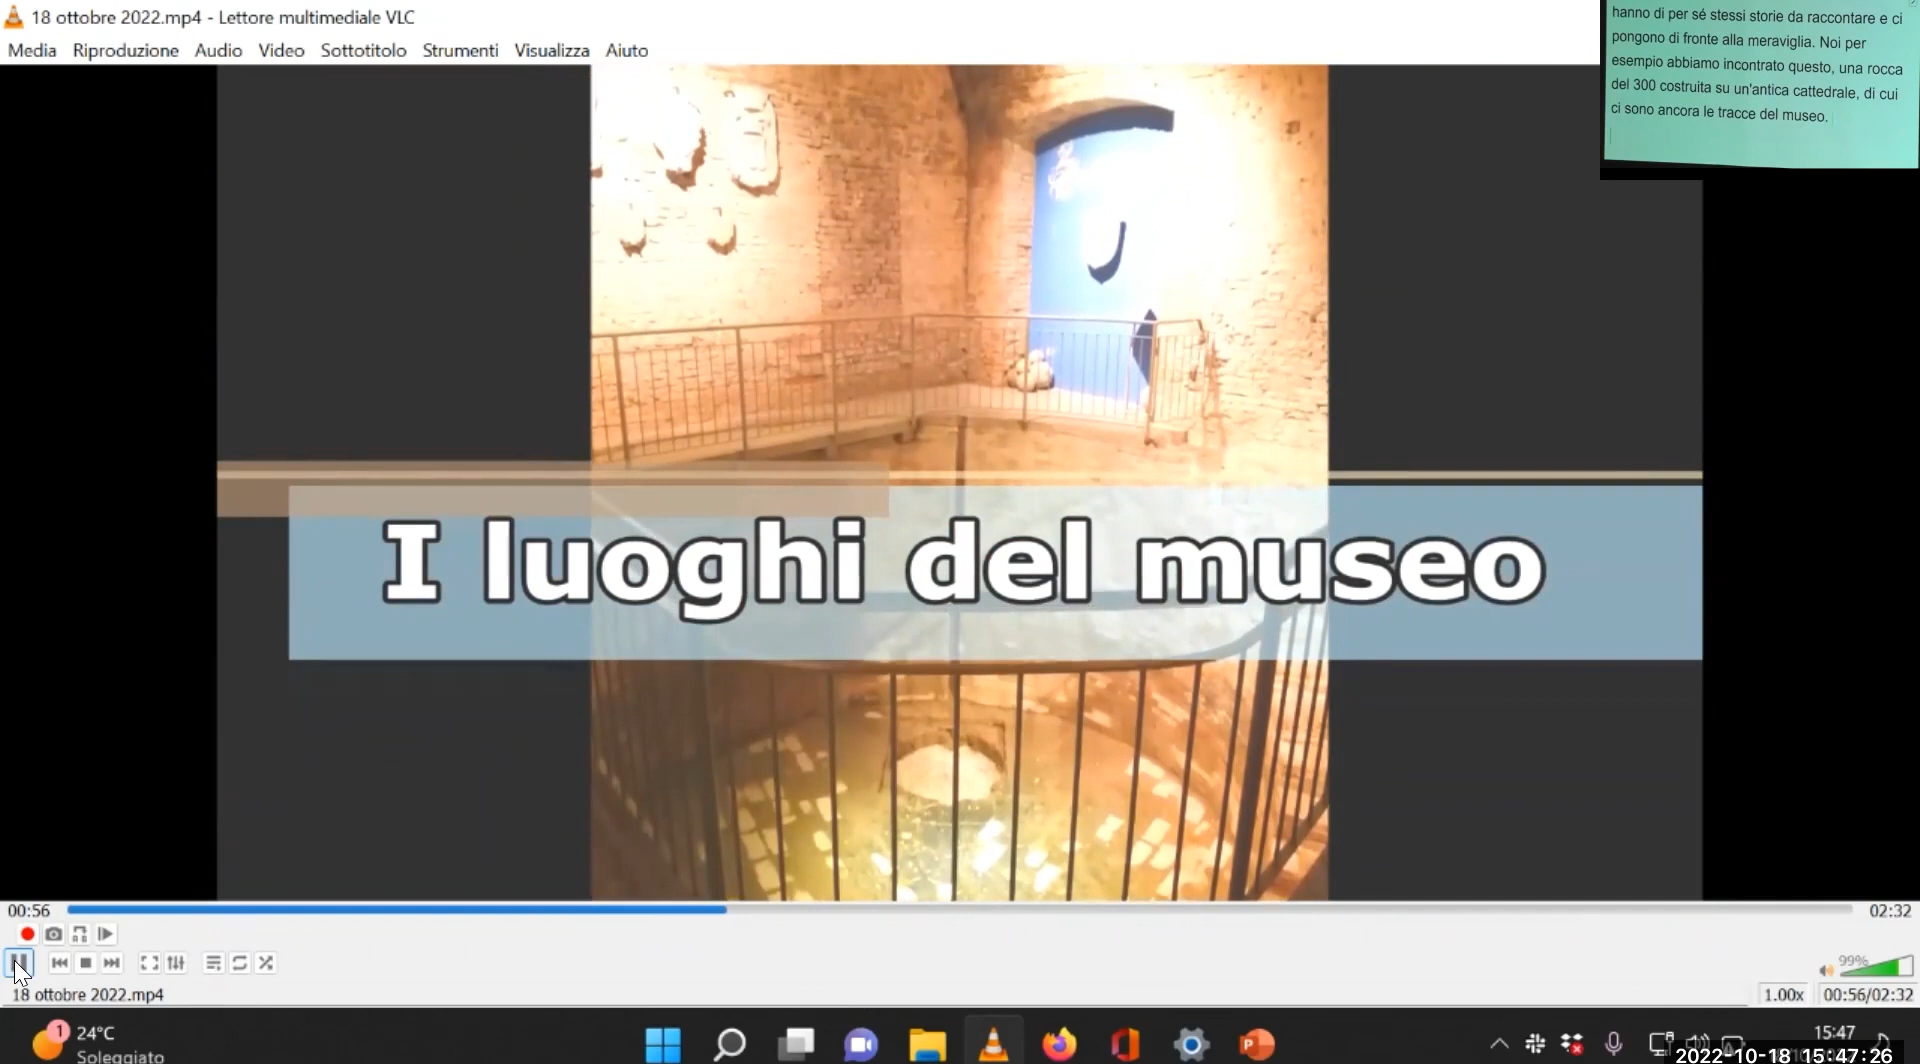 18 ottobre 2022.mp4 - Lettore multimediale VLC
Media Riproduzione Audio Video Sottotitolo Strumenti Visualizza Aiuto
hanno di per sé stessi storie da raccontare e ci
pongono di fronte alla meraviglia. Noi per
esempio abbiamo incontrato questo, una rocca
del 300 costruita su un'antica cattedrale, di cui
ci sono ancora le tracce del museo.
I luoghi del museo
00:56
02:32
99%
18 ottobre 2022.mp4
1.00x
00:56/02:32
1
24°C
Soleggiato
15:47
2022-10-18 15:47:26